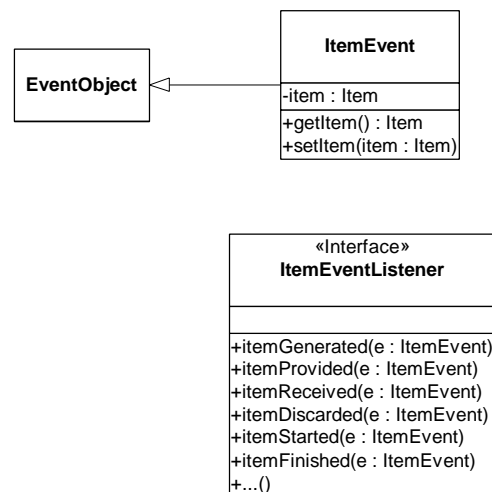 ItemEvent
EventObject
-item : Item
+getItem() : Item
+setItem(item : Item)
«Interface»
ItemEventListener
+itemGenerated(e : ItemEvent)
+itemProvided(e : ItemEvent)
+itemReceived(e : ItemEvent)
+itemDiscarded(e : ItemEvent)
+itemStarted(e : ItemEvent)
+itemFinished(e : ItemEvent)
+...()